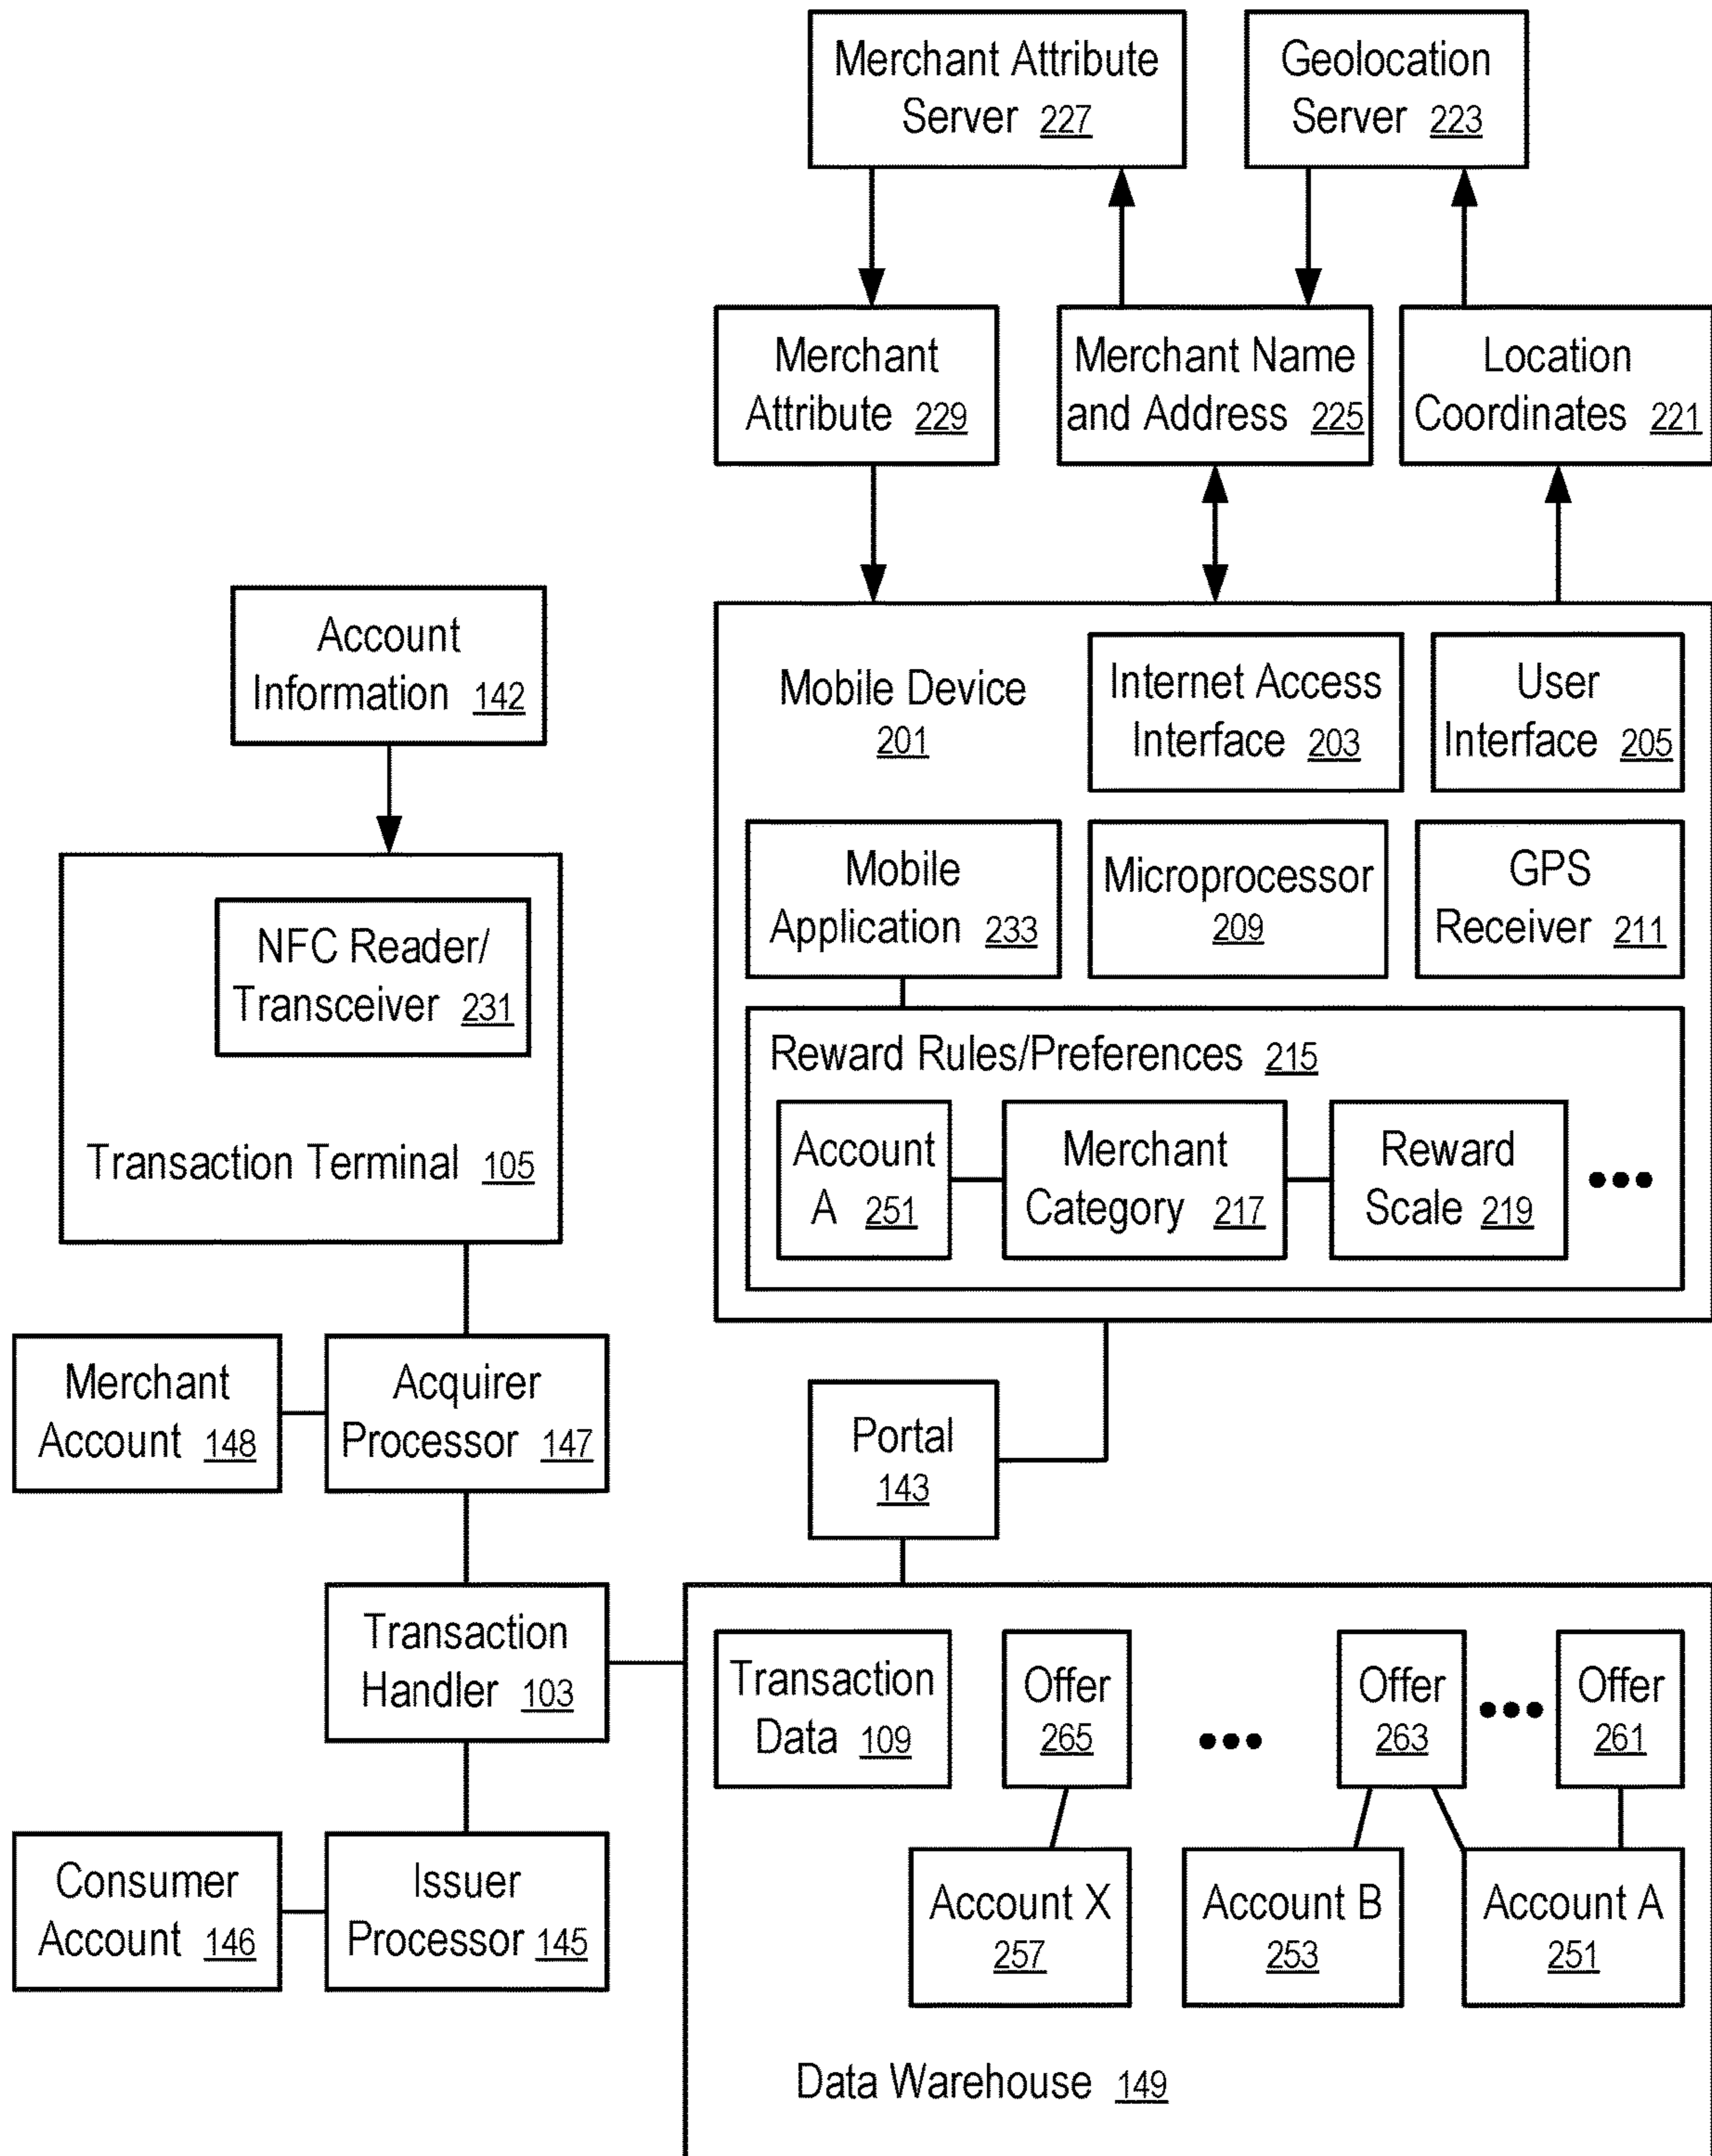 Merchant Attribute
Server 227
Geolocation
Server 223
Merchant
Attribute 229
Merchant Name
and Address 225
Location
Coordinates 221
Account
Information 142
Mobile Device
201
Internet Access
Interface 203
User
Interface 205
NFC Reader/
Transceiver 231
Transaction Terminal 105
Mobile
Application 233
Microprocessor
209
GPS
Receiver 211
Reward Rules/Preferences 215
Account
A 251
Merchant
Category 217
Reward
Scale 219
Merchant
Account 148
Acquirer
Processor 147
Portal
143
Transaction
Handler 103
Transaction
Data 109
Offer
265
Offer
263
Offer
261
Consumer
Account 146
Issuer
Processor 145
Account X
257
Account B
253
Account A
251
Data Warehouse 149